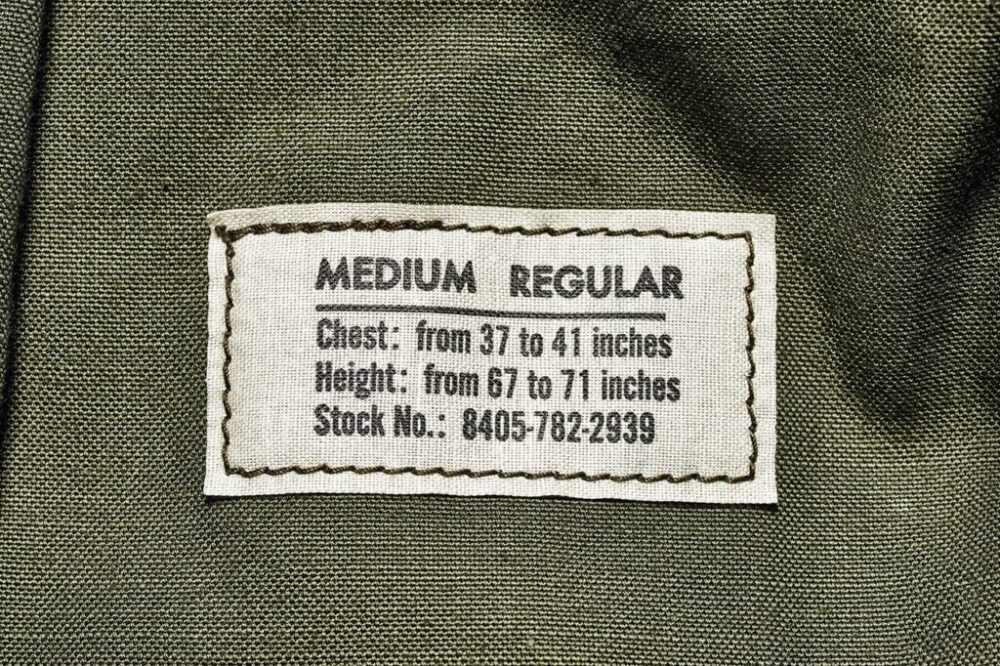 MEDIUM REGULAR
Chest: from 37 to 41 inches
Height: from 67 to 71 inches
Stock No.: 8405-782-2939